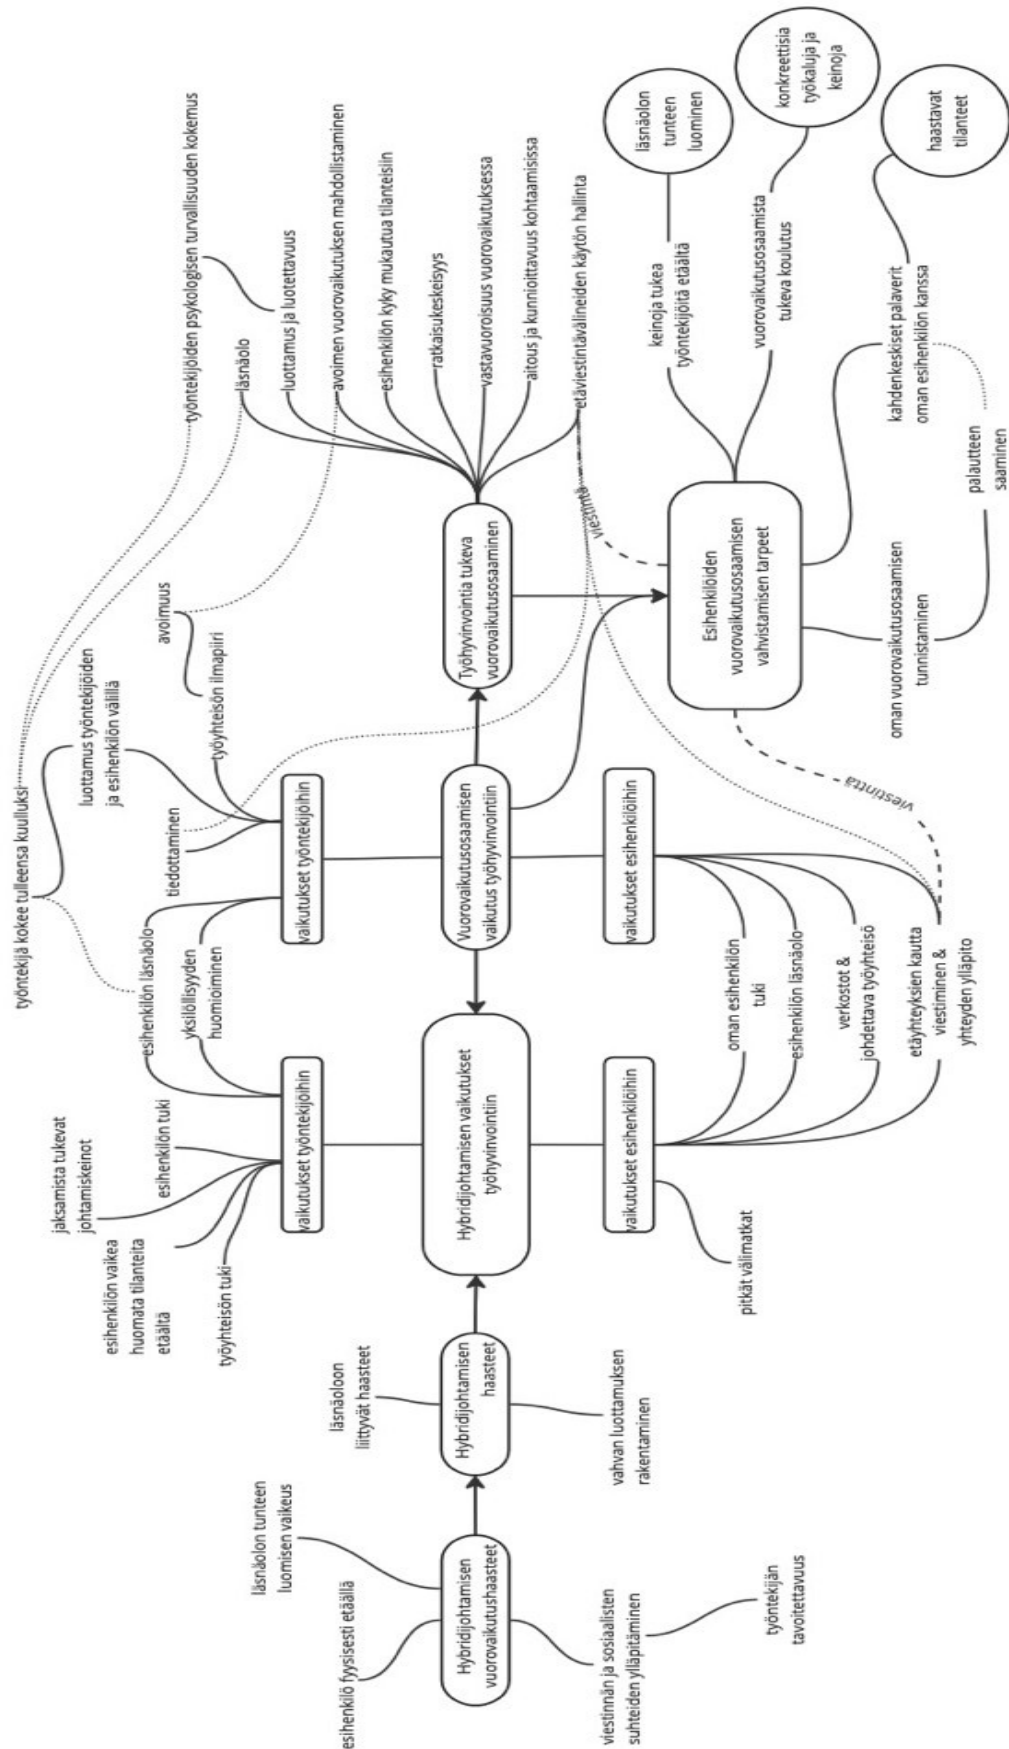 työntekijä kokee tulleensa kuulluksi
jaksamista tukevat
johtamiskeinot
esihenkilön vaikea
huomata tilanteita
etäältä
esihenkilön tuki
työyhteisön tuki
esihenkilön läsnäolo
yksilöllisyyden
huomioiminen
tiedottaminen
luottamus työntekijöiden
ja esihenkilön välillä
työyhteisön ilmapiiri
avoimuus
työntekijöiden psykologisen turvallisuuden kokemus
läsnäolo
luottamus ja luotettavuus
avoimen vuorovaikutuksen mahdollistaminen
esihenkilön kyky mukautua tilanteisiin
ratkaisukeskeisyys
vastavuoroisuus vuorovaikutuksessa
aitous ja kunnioittavuus kohtaamisissa
etäviestintävälineiden käytön hallinta
vaikutukset työntekijöihin
vaikutukset työntekijöihin
läsnäolon tunteen
luomisen vaikeus
esihenkilö fyysisesti etäällä
läsnäoloon
liittyvät haasteet
Hybridijohtamisen
vuorovaikutushaasteet
Hybridijohtamisen
haasteet
Hybridijohtamisen vaikutukset
työhyvinvointiin
Vuorovaikutusosaamisen
vaikutus työhyvinvointiin
Työhyvinvointia tukeva
vuorovaikutusosaaminen
viestinnän ja sosiaalisten
suhteiden ylläpitäminen
työntekijän
tavoitettavuus
vahvan luottamuksen
rakentaminen
vaikutukset esihenkilöihin
vaikutukset esihenkilöihin
pitkät välimatkat
oman esihenkilön
tuki
esihenkilön läsnäolo
verkostot &
johdettava työyhteisö
etäyhteyksien kautta
viestiminen &
yhteyden ylläpito
viestinttä
viestintä
Esihenkilöiden
vuorovaikutusosaamisen
vahvistamisen tarpeet
keinoja tukea
työntekijöitä etäältä
läsnäolon
tunteen
luominen
vuorovaikutusosaamista
tukeva koulutus
konkreettisia
työkaluja ja
keinoja
kahdenkeskiset palaverit
oman esihenkilön kanssa
haastavat
tilanteet
oman vuorovaikutusosaamisen
tunnistaminen
palautteen
saaminen